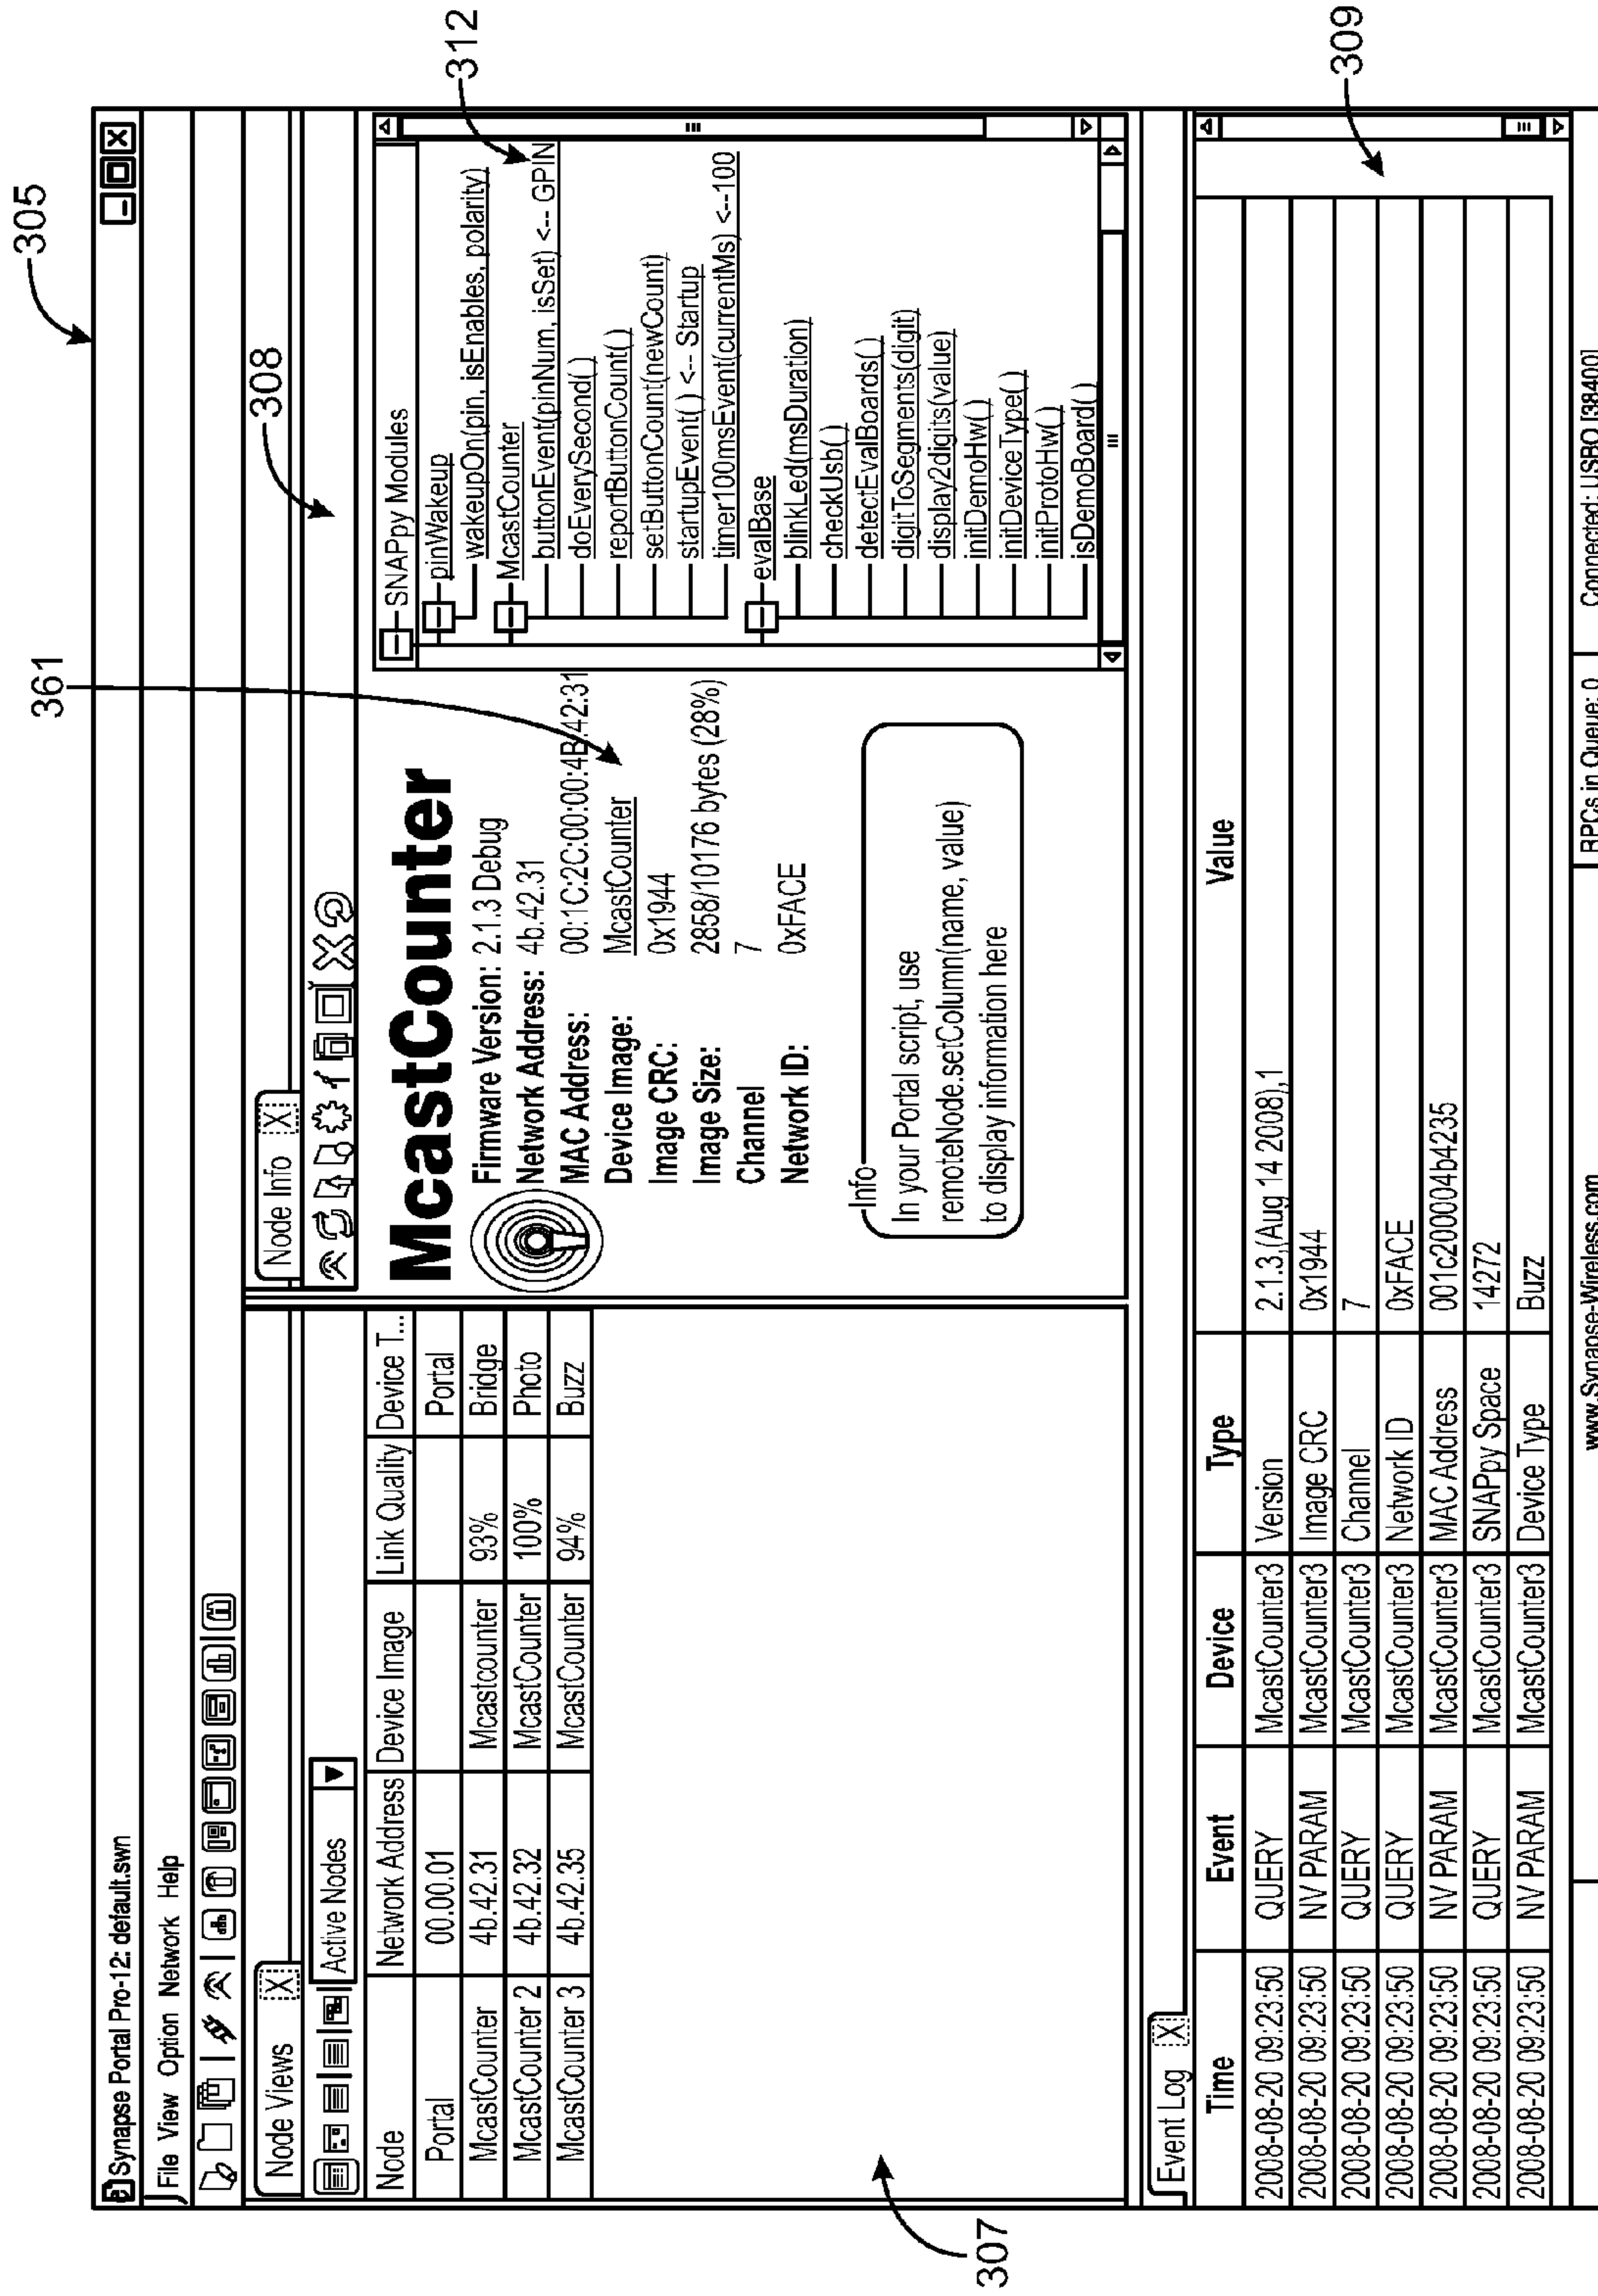 305
Synapse Portal Pro-12: default.swn
File View Option Network Help
308
361
312
Node Views X
Active Nodes
Node Network Address Device Image Link Quality Device T...
Portal 00.00.01 Portal
McastCounter 4b.42.31 Mcastcounter 93% Bridge
McastCounter 2 4b.42.32 McastCounter 100% Photo
McastCounter 3 4b.42.35 McastCounter 94% Buzz
307
Node Info X
McastCounter
Firmware Version: 2.1.3 Debug
Network Address: 4b.42.31
MAC Address: 00:1C:2C:00:00:4B:42:31
Device Image: McastCounter
Image CRC: 0x1944
Image Size: 2858/10176 bytes (28%)
Channel 7
Network ID: 0xFACE
Info
In your Portal script, use
remoteNode.setColumn(name, value)
to display information here
SNAPpy Modules
pinWakeup
wakeupOn(pin, isEnables, polarity)
McastCounter
buttonEvent(pinNum, isSet) <-- GPIN
doEverySecond()
reportButtonCount()
setButtonCount(newCount)
startupEvent() <-- Startup
timer100msEvent(currentMs) <--100
evalBase
blinkLed(msDuration)
checkUsb()
detectEvalBoards()
digitToSegments(digit)
display2digits(value)
initDemoHw()
initDeviceType()
initProtoHw()
isDemoBoard()
Event Log X
309
Time Event Device Type Value
2008-08-20 09:23:50 QUERY McastCounter3 Version 2.1.3,(Aug 14 2008),1
2008-08-20 09:23:50 NV PARAM McastCounter3 Image CRC 0x1944
2008-08-20 09:23:50 QUERY McastCounter3 Channel 7
2008-08-20 09:23:50 QUERY McastCounter3 Network ID 0xFACE
2008-08-20 09:23:50 NV PARAM McastCounter3 MAC Address 001c200004b4235
2008-08-20 09:23:50 QUERY McastCounter3 SNAPpy Space 14272
2008-08-20 09:23:50 NV PARAM McastCounter3 Device Type Buzz
www.Synapse-Wireless.com RPCs in Queue: 0 Connected: USBO [38400]